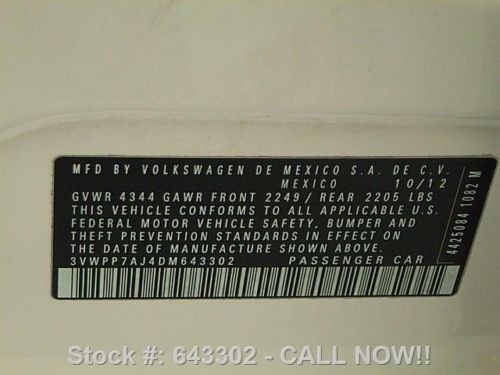 MFD BY VOLKSWAGEN DE MEXICO S.A. DE C.V.
MEXICO 10/12
GVWR 4344 GAWR FRONT 2249/ REAR 2205 LBS
THIS VEHICLE CONFORMS TO ALL APPLICABLE U.S.
FEDERAL MOTOR VEHICLE SAFETY, BUMPER AND
THEFT PREVENTION STANDARDS IN EFFECT ON
THE DATE OF MANUFACTURE SHOWN ABOVE.
3VWPP7AJ4DM643302 PASSENGER CAR
4425084 1082 M
Stock #: 643302 - CALL NOW!!